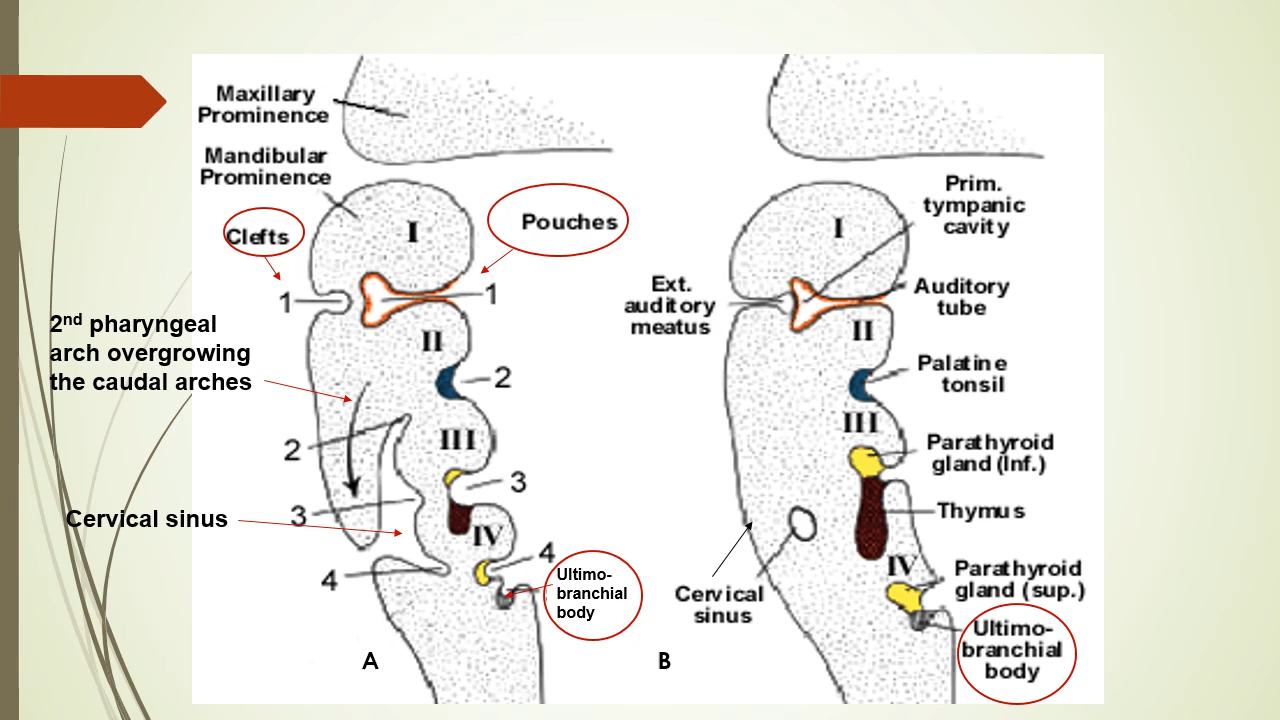 Maxillary
Prominence
Mandibular
Prominence
Clefts
Pouches
I
1
1
2nd pharyngeal
arch overgrowing
the caudal arches
II
2
2
III
3
Cervical sinus
3
IV
4
4
Ultimo-
branchial
body
A
Prim.
tympanic
cavity
I
Ext.
auditory
meatus
Auditory
tube
II
Palatine
tonsil
III
Parathyroid
gland (Inf.)
Thymus
IV
Parathyroid
gland (sup.)
Cervical
sinus
Ultimo-
branchial
body
B